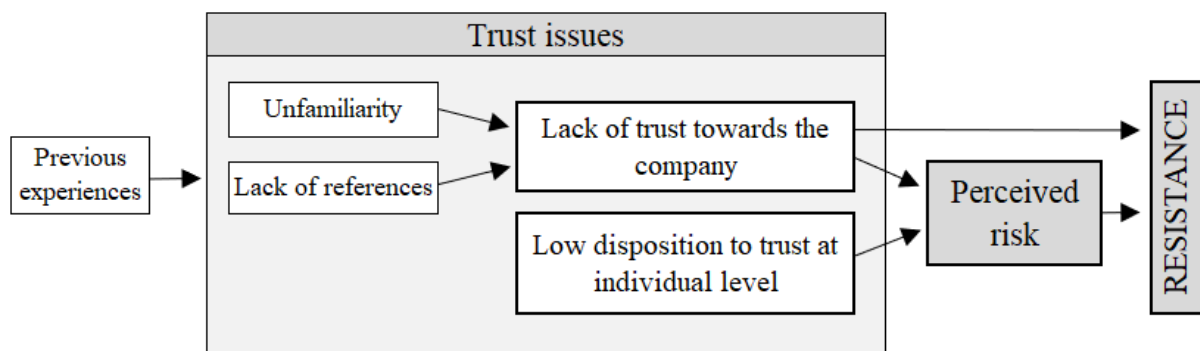 Trust issues
Unfamiliarity
Lack of trust towards the
company
Previous
experiences
Lack of references
Perceived
risk
RESISTANCE
Low disposition to trust at
individual level